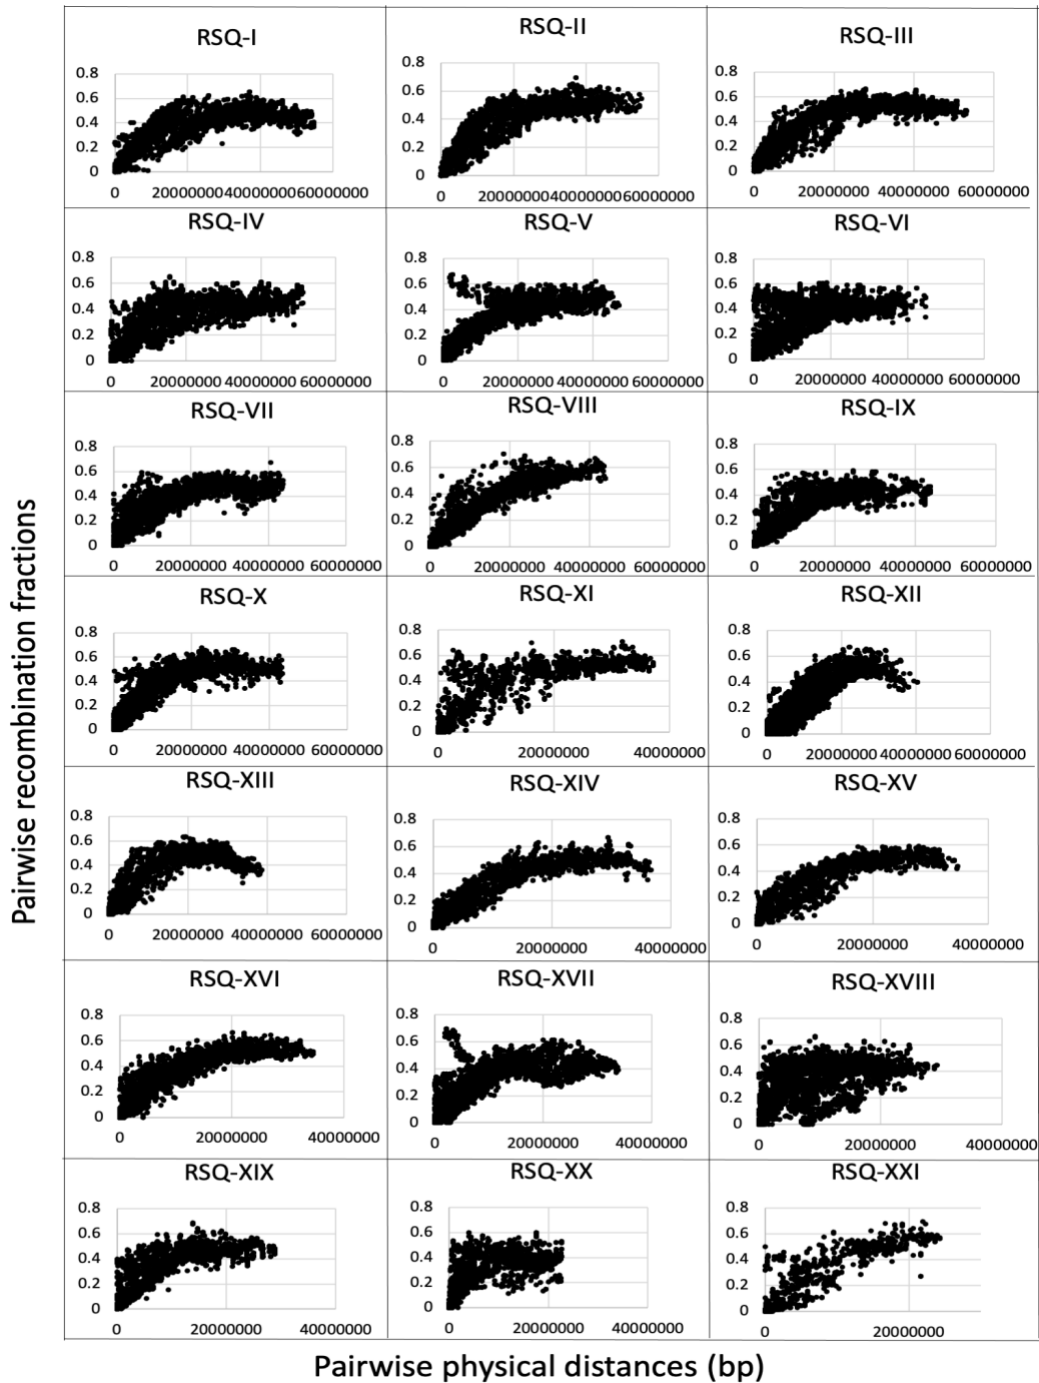 Pairwise recombination fractions
RSQ-I
0.8
0.6
0.4
0.2
0
0 20000000 40000000 60000000
RSQ-II
0.8
0.6
0.4
0.2
0
0 20000000 40000000 60000000
RSQ-III
0.8
0.6
0.4
0.2
0
0 20000000 40000000 60000000
RSQ-IV
0.8
0.6
0.4
0.2
0
0 20000000 40000000 60000000
RSQ-V
0.8
0.6
0.4
0.2
0
0 20000000 40000000 60000000
RSQ-VI
0.8
0.6
0.4
0.2
0
0 20000000 40000000 60000000
RSQ-VII
0.8
0.6
0.4
0.2
0
0 20000000 40000000 60000000
RSQ-VIII
0.8
0.6
0.4
0.2
0
0 20000000 40000000 60000000
RSQ-IX
0.8
0.6
0.4
0.2
0
0 20000000 40000000 60000000
RSQ-X
0.8
0.6
0.4
0.2
0
0 20000000 40000000 60000000
RSQ-XI
0.8
0.6
0.4
0.2
0
0 20000000 40000000
RSQ-XII
0.8
0.6
0.4
0.2
0
0 20000000 40000000 60000000
RSQ-XIII
0.8
0.6
0.4
0.2
0
0 20000000 40000000 60000000
RSQ-XIV
0.8
0.6
0.4
0.2
0
0 20000000 40000000
RSQ-XV
0.8
0.6
0.4
0.2
0
0 20000000 40000000
RSQ-XVI
0.8
0.6
0.4
0.2
0
0 20000000 40000000
RSQ-XVII
0.8
0.6
0.4
0.2
0
0 20000000 40000000
RSQ-XVIII
0.8
0.6
0.4
0.2
0
0 20000000 40000000
RSQ-XIX
0.8
0.6
0.4
0.2
0
0 20000000 40000000
RSQ-XX
0.8
0.6
0.4
0.2
0
0 20000000 40000000
RSQ-XXI
0.8
0.6
0.4
0.2
0
0 20000000
Pairwise physical distances (bp)